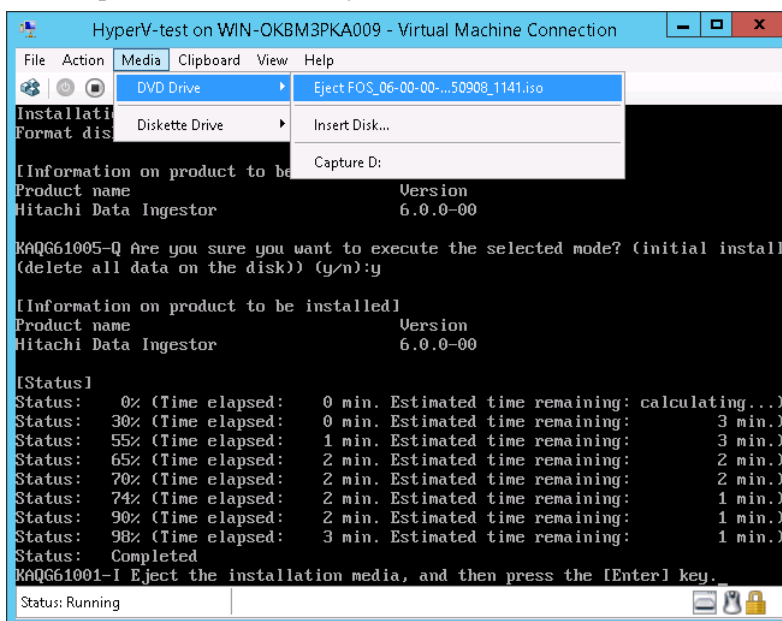 HyperV-test on WIN-OKBM3PKA009 - Virtual Machine Connection
File Action Media Clipboard View Help
DVD Drive
Eject FOS_06-00-00-...50908_1141.iso
Diskette Drive
Insert Disk...
Capture D:
Installati
Format dis
[Information on product to be
Product name Version
Hitachi Data Ingestor 6.0.0-00
KAQG61005-Q Are you sure you want to execute the selected mode? (initial install
(delete all data on the disk)) (y/n):y
[Information on product to be installed]
Product name Version
Hitachi Data Ingestor 6.0.0-00
[Status]
Status: 0% (Time elapsed: 0 min. Estimated time remaining: calculating...)
Status: 30% (Time elapsed: 0 min. Estimated time remaining: 3 min.)
Status: 55% (Time elapsed: 1 min. Estimated time remaining: 3 min.)
Status: 65% (Time elapsed: 2 min. Estimated time remaining: 2 min.)
Status: 70% (Time elapsed: 2 min. Estimated time remaining: 2 min.)
Status: 74% (Time elapsed: 2 min. Estimated time remaining: 1 min.)
Status: 90% (Time elapsed: 2 min. Estimated time remaining: 1 min.)
Status: 98% (Time elapsed: 3 min. Estimated time remaining: 1 min.)
Status: Completed
KAQG61001-I Eject the installation media, and then press the [Enter] key._
Status: Running